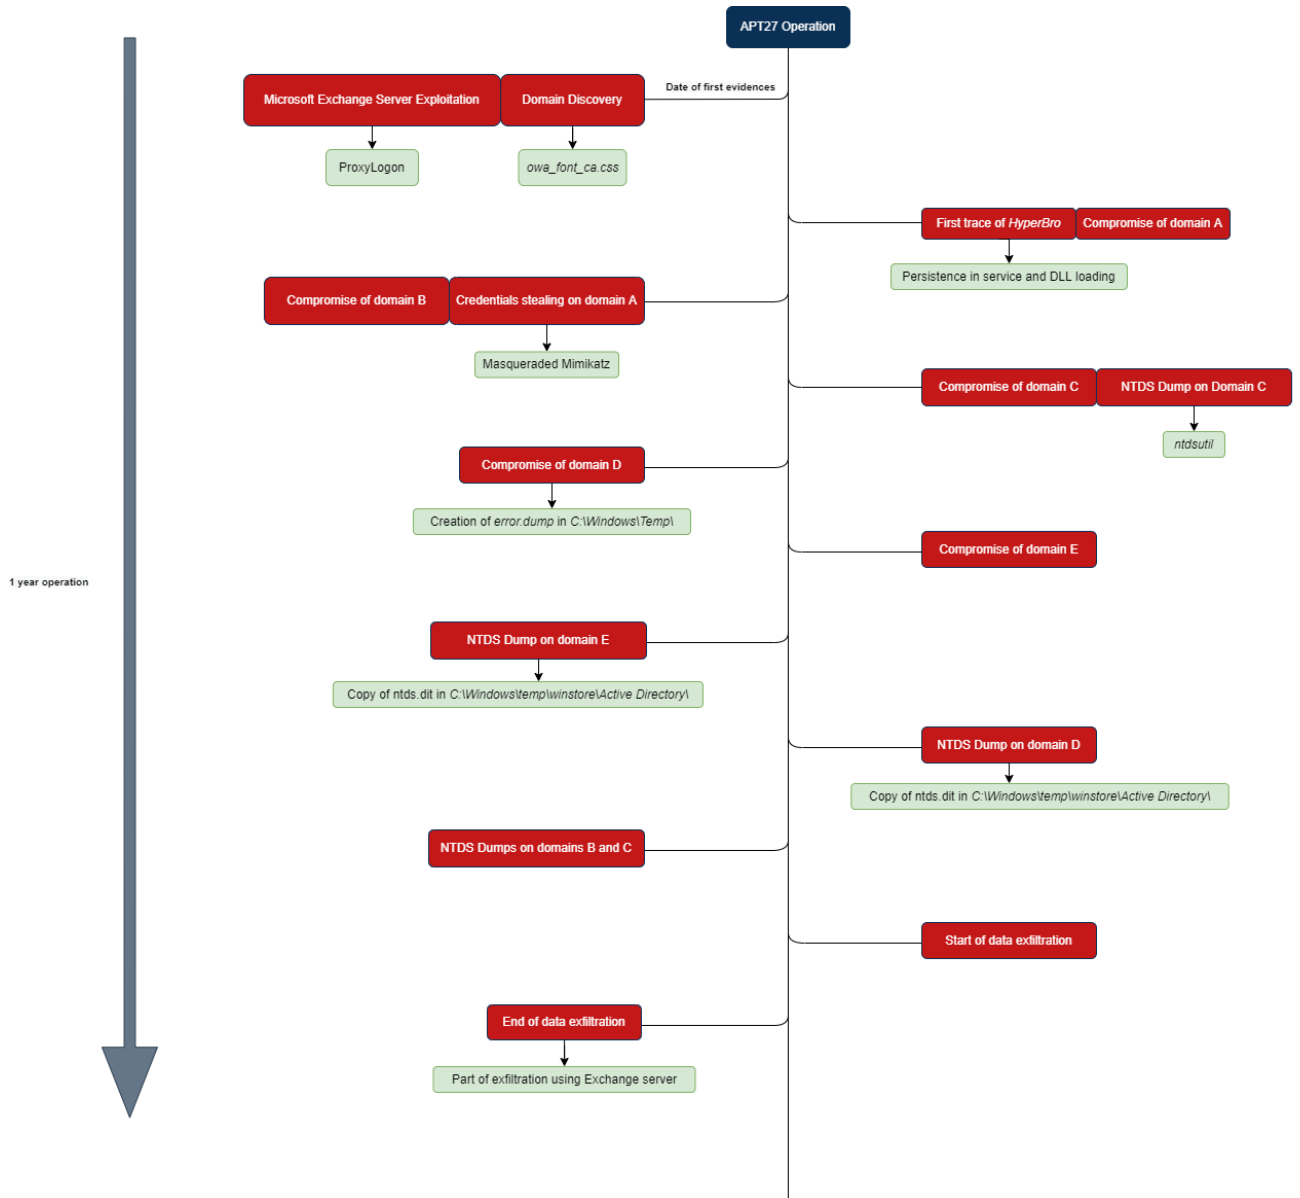 APT27 Operation
Date of first evidences
Microsoft Exchange Server Exploitation
Domain Discovery
ProxyLogon
owa_font_ca.css
First trace of HyperBro
Compromise of domain A
Persistence in service and DLL loading
Compromise of domain B
Credentials stealing on domain A
Masqueraded Mimikatz
Compromise of domain C
NTDS Dump on Domain C
ntdsutil
Compromise of domain D
Creation of error.dump in C:\Windows\Temp\
Compromise of domain E
1 year operation
NTDS Dump on domain E
Copy of ntds.dit in C:\Windows\temp\winstore\Active Directory\
NTDS Dump on domain D
Copy of ntds.dit in C:\Windows\temp\winstore\Active Directory\
NTDS Dumps on domains B and C
Start of data exfiltration
End of data exfiltration
Part of exfiltration using Exchange server